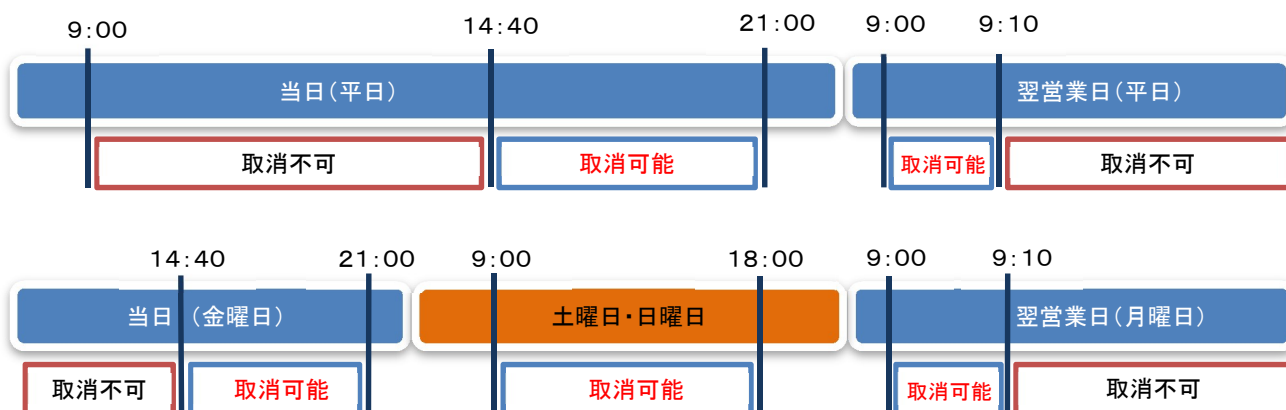 9:00 14:40 21:00 9:00 9:10
当日(平日) 翌営業日(平日)
取消不可 取消可能 取消可能 取消不可
14:40 21:00 9:00 18:00 9:00 9:10
当日 (金曜日) 土曜日・日曜日 翌営業日(月曜日)
取消不可 取消可能 取消可能 取消可能 取消不可